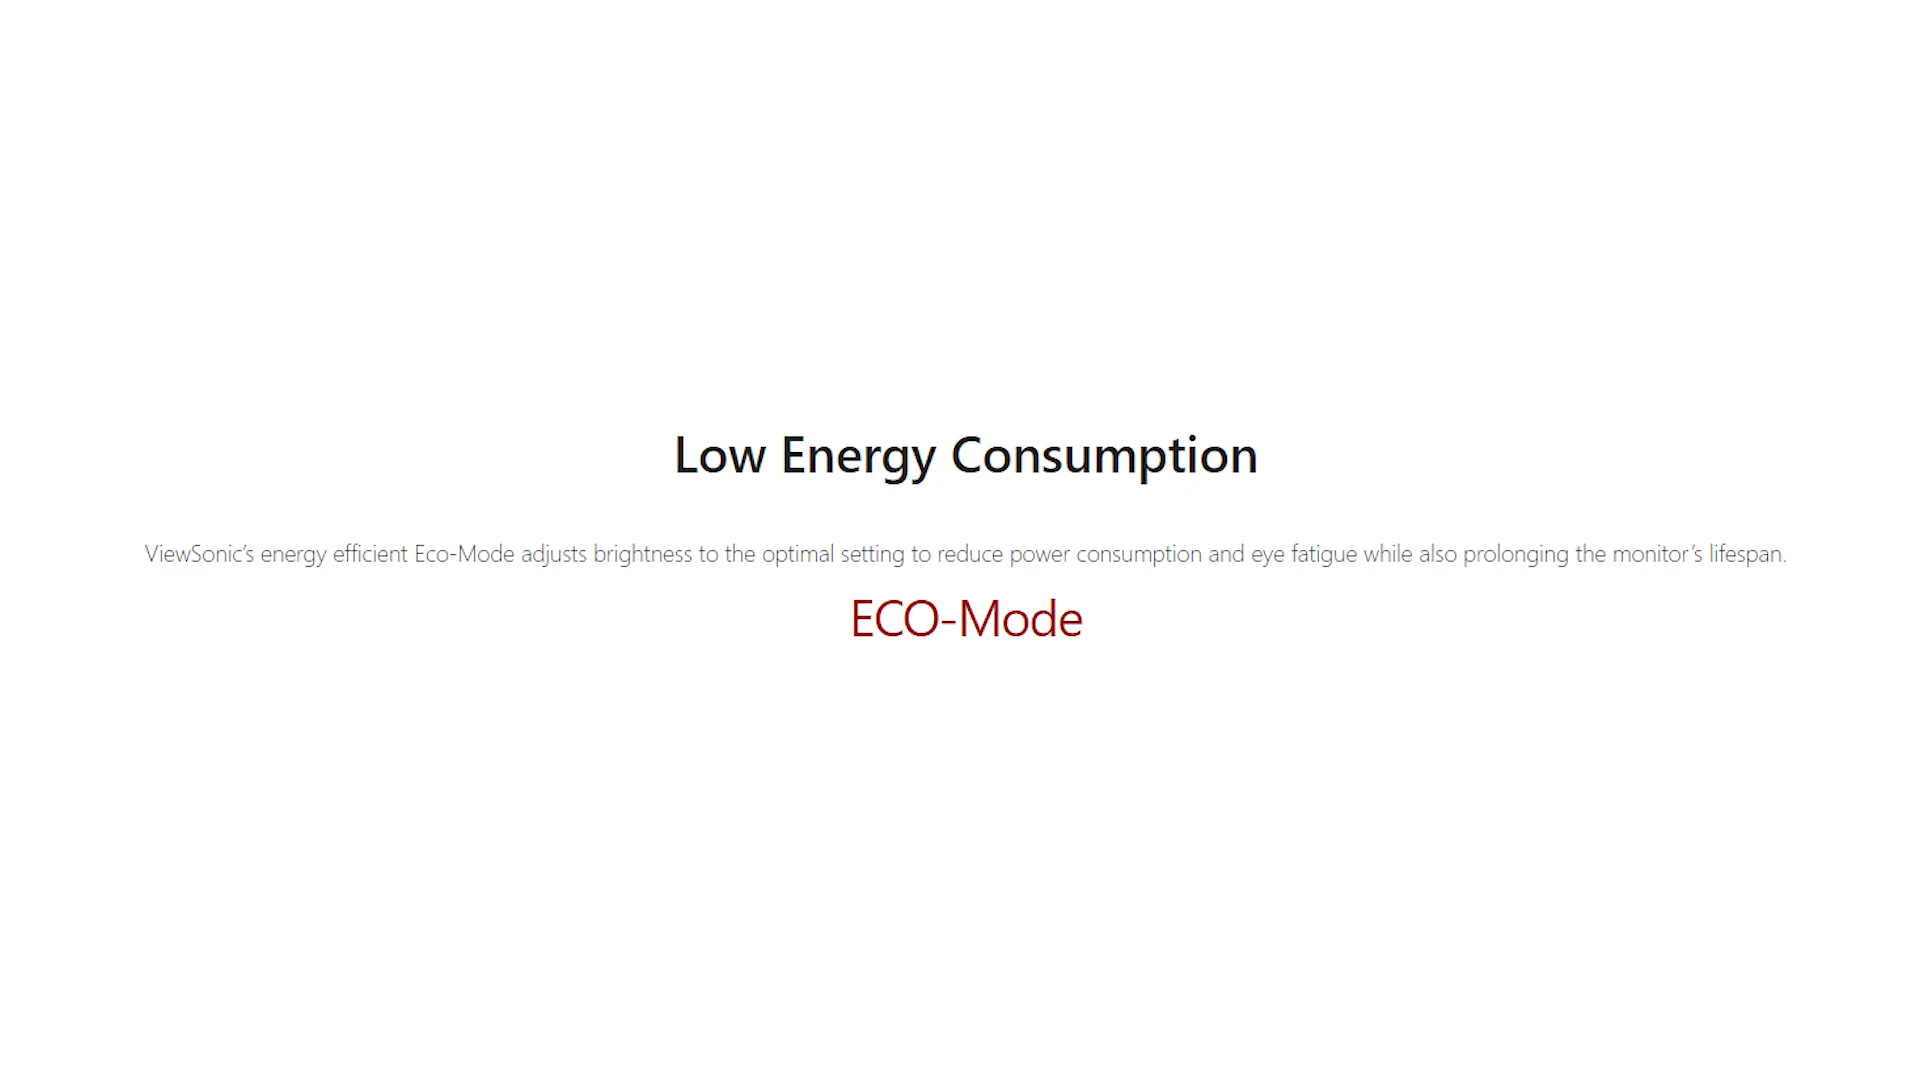 Low Energy Consumption
ViewSonic’s energy efficient Eco-Mode adjusts brightness to the optimal setting to reduce power consumption and eye fatigue while also prolonging the monitor’s lifespan.
ECO-Mode